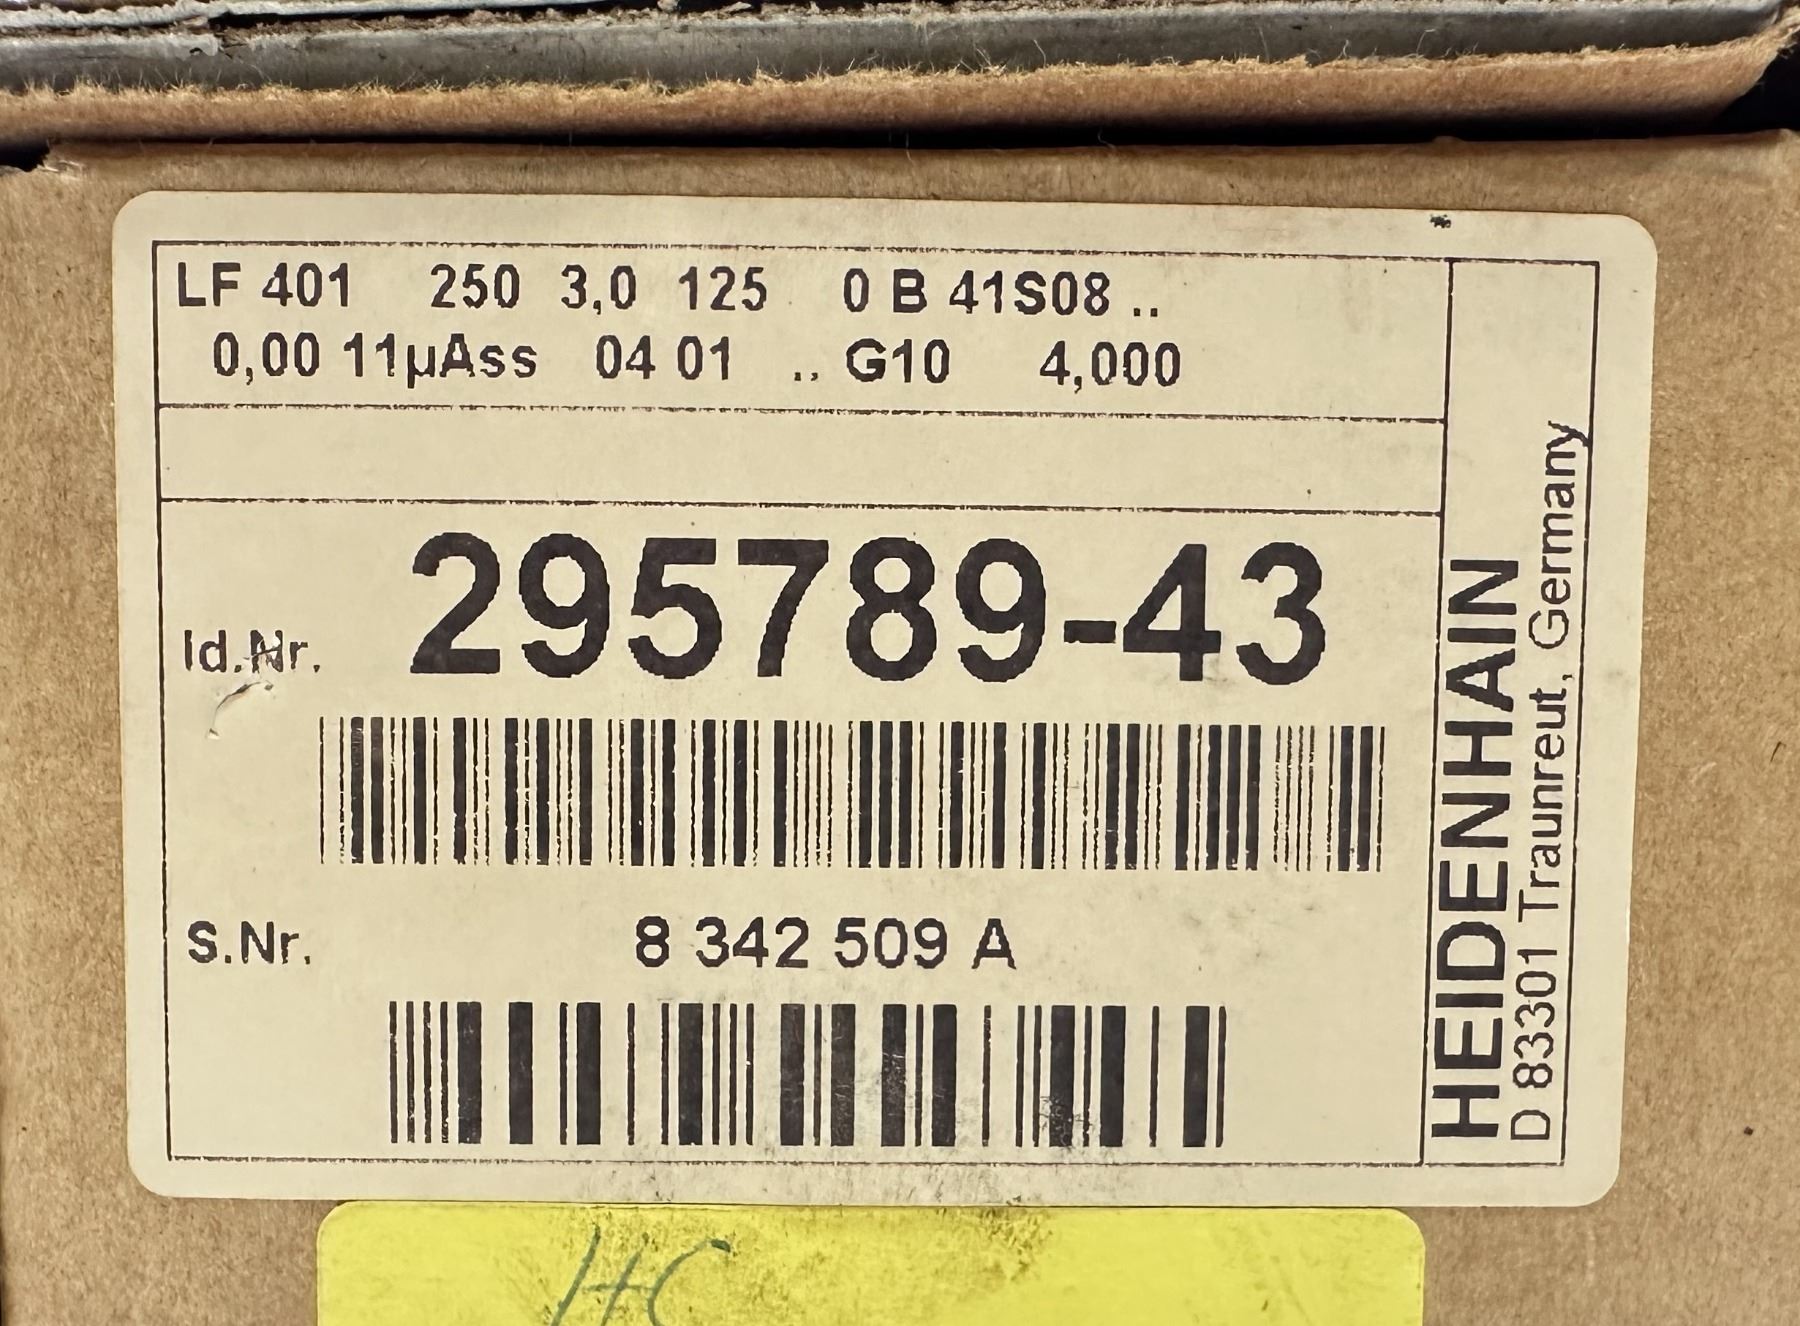 LF 401 250 3,0 125 0 B 41S08 ..
0,00 11µAss 04 01 .. G10 4,000
Id.Nr. 295789-43
S.Nr. 8 342 509 A
HEIDENHAIN
D 83301 Traunreut, Germany
HC